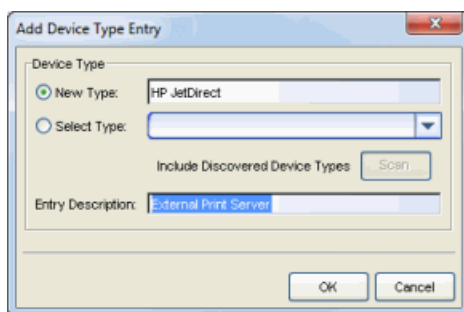 Add Device Type Entry
Device Type
New Type: HP JetDirect
Select Type:
Include Discovered Device Types Scan
Entry Description: External Print Server
OK Cancel